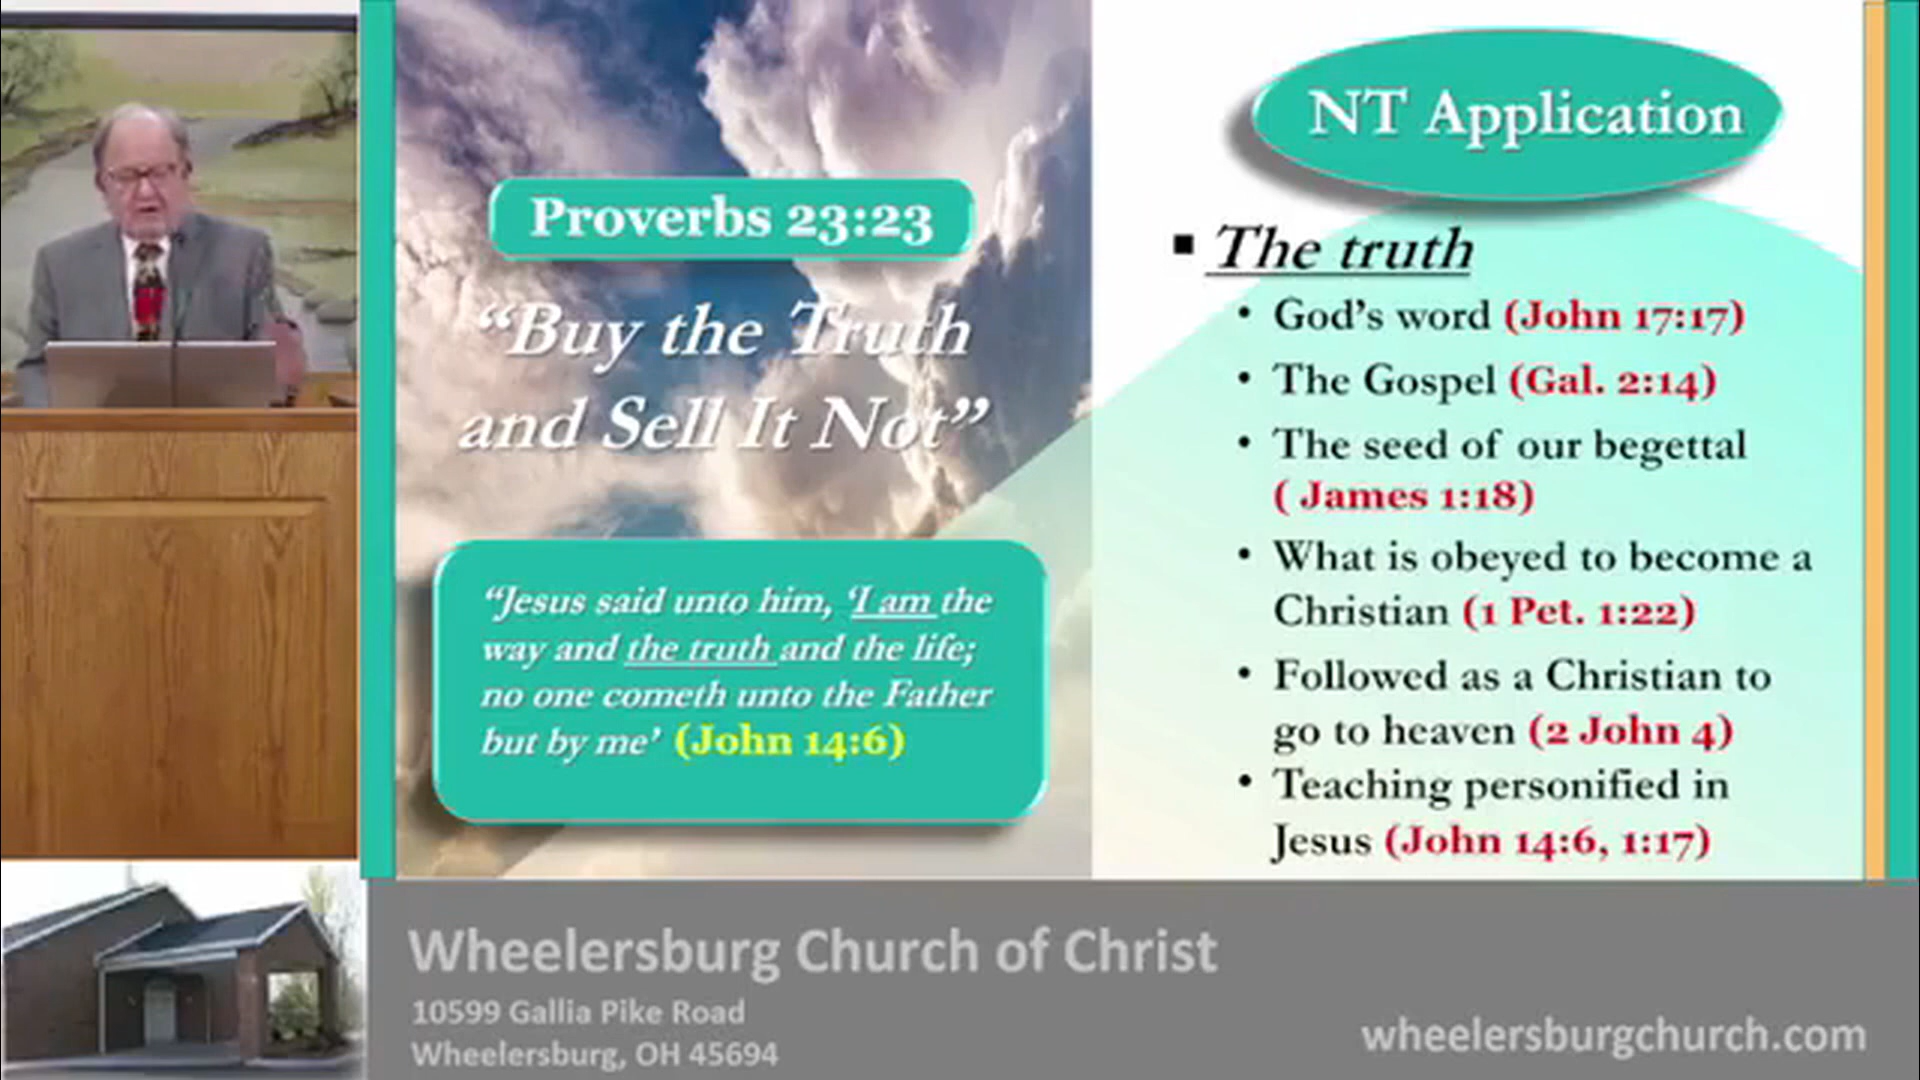 Proverbs 23:23
“Buy the Truth
and Sell It Not”
“Jesus said unto him, ‘I am the
way and the truth and the life;
no one cometh unto the Father
but by me’ (John 14:6)
NT Application
▪ The truth
• God’s word (John 17:17)
• The Gospel (Gal. 2:14)
• The seed of our begettal
( James 1:18)
• What is obeyed to become a
Christian (1 Pet. 1:22)
• Followed as a Christian to
go to heaven (2 John 4)
• Teaching personified in
Jesus (John 14:6, 1:17)
Wheelersburg Church of Christ
10599 Gallia Pike Road
Wheelersburg, OH 45694
wheelersburgchurch.com